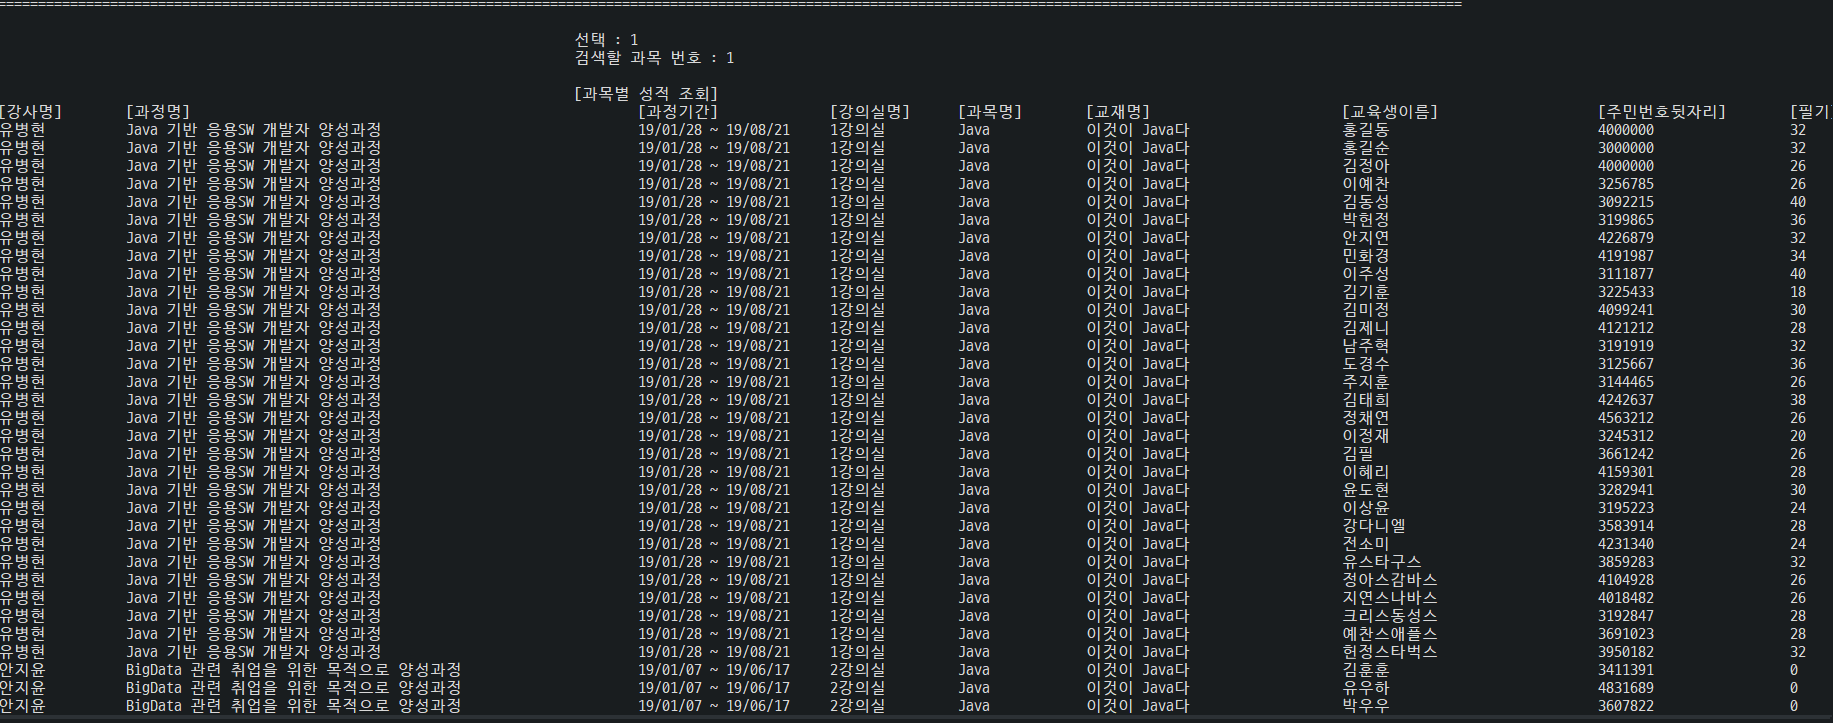 선택 : 1
검색할 과목 번호 : 1
[과목별 성적 조회]
[강사명] [과정명] [과정기간] [강의실명] [과목명] [교재명] [교육생이름] [주민번호뒷자리] [필기
유병현 Java 기반 응용SW 개발자 양성과정 19/01/28 ~ 19/08/21 1강의실 Java 이것이 Java다 홍길동 4000000 32
유병현 Java 기반 응용SW 개발자 양성과정 19/01/28 ~ 19/08/21 1강의실 Java 이것이 Java다 홍길순 3000000 32
유병현 Java 기반 응용SW 개발자 양성과정 19/01/28 ~ 19/08/21 1강의실 Java 이것이 Java다 김정아 4000000 26
유병현 Java 기반 응용SW 개발자 양성과정 19/01/28 ~ 19/08/21 1강의실 Java 이것이 Java다 이예찬 3256785 26
유병현 Java 기반 응용SW 개발자 양성과정 19/01/28 ~ 19/08/21 1강의실 Java 이것이 Java다 김동성 3092215 40
유병현 Java 기반 응용SW 개발자 양성과정 19/01/28 ~ 19/08/21 1강의실 Java 이것이 Java다 박헌정 3199865 36
유병현 Java 기반 응용SW 개발자 양성과정 19/01/28 ~ 19/08/21 1강의실 Java 이것이 Java다 안지연 4226879 32
유병현 Java 기반 응용SW 개발자 양성과정 19/01/28 ~ 19/08/21 1강의실 Java 이것이 Java다 민화경 4191987 34
유병현 Java 기반 응용SW 개발자 양성과정 19/01/28 ~ 19/08/21 1강의실 Java 이것이 Java다 이주성 3111877 40
유병현 Java 기반 응용SW 개발자 양성과정 19/01/28 ~ 19/08/21 1강의실 Java 이것이 Java다 김기훈 3225433 18
유병현 Java 기반 응용SW 개발자 양성과정 19/01/28 ~ 19/08/21 1강의실 Java 이것이 Java다 김미정 4099241 30
유병현 Java 기반 응용SW 개발자 양성과정 19/01/28 ~ 19/08/21 1강의실 Java 이것이 Java다 김제니 4121212 28
유병현 Java 기반 응용SW 개발자 양성과정 19/01/28 ~ 19/08/21 1강의실 Java 이것이 Java다 남주혁 3191919 32
유병현 Java 기반 응용SW 개발자 양성과정 19/01/28 ~ 19/08/21 1강의실 Java 이것이 Java다 도경수 3125667 36
유병현 Java 기반 응용SW 개발자 양성과정 19/01/28 ~ 19/08/21 1강의실 Java 이것이 Java다 주지훈 3144465 26
유병현 Java 기반 응용SW 개발자 양성과정 19/01/28 ~ 19/08/21 1강의실 Java 이것이 Java다 김태희 4242637 38
유병현 Java 기반 응용SW 개발자 양성과정 19/01/28 ~ 19/08/21 1강의실 Java 이것이 Java다 정채연 4563212 26
유병현 Java 기반 응용SW 개발자 양성과정 19/01/28 ~ 19/08/21 1강의실 Java 이것이 Java다 이정재 3245312 20
유병현 Java 기반 응용SW 개발자 양성과정 19/01/28 ~ 19/08/21 1강의실 Java 이것이 Java다 김필 3661242 26
유병현 Java 기반 응용SW 개발자 양성과정 19/01/28 ~ 19/08/21 1강의실 Java 이것이 Java다 이혜리 4159301 28
유병현 Java 기반 응용SW 개발자 양성과정 19/01/28 ~ 19/08/21 1강의실 Java 이것이 Java다 윤도현 3282941 30
유병현 Java 기반 응용SW 개발자 양성과정 19/01/28 ~ 19/08/21 1강의실 Java 이것이 Java다 이상윤 3195223 24
유병현 Java 기반 응용SW 개발자 양성과정 19/01/28 ~ 19/08/21 1강의실 Java 이것이 Java다 강다니엘 3583914 28
유병현 Java 기반 응용SW 개발자 양성과정 19/01/28 ~ 19/08/21 1강의실 Java 이것이 Java다 전소미 4231340 24
유병현 Java 기반 응용SW 개발자 양성과정 19/01/28 ~ 19/08/21 1강의실 Java 이것이 Java다 유스타구스 3859283 32
유병현 Java 기반 응용SW 개발자 양성과정 19/01/28 ~ 19/08/21 1강의실 Java 이것이 Java다 정아스감바스 4104928 26
유병현 Java 기반 응용SW 개발자 양성과정 19/01/28 ~ 19/08/21 1강의실 Java 이것이 Java다 지연스나바스 4018482 26
유병현 Java 기반 응용SW 개발자 양성과정 19/01/28 ~ 19/08/21 1강의실 Java 이것이 Java다 크리스동성스 3192847 28
유병현 Java 기반 응용SW 개발자 양성과정 19/01/28 ~ 19/08/21 1강의실 Java 이것이 Java다 예찬스애플스 3691023 28
유병현 Java 기반 응용SW 개발자 양성과정 19/01/28 ~ 19/08/21 1강의실 Java 이것이 Java다 헌정스타벅스 3950182 32
안지윤 BigData 관련 취업을 위한 목적으로 양성과정 19/01/07 ~ 19/06/17 2강의실 Java 이것이 Java다 김훈훈 3411391 0
안지윤 BigData 관련 취업을 위한 목적으로 양성과정 19/01/07 ~ 19/06/17 2강의실 Java 이것이 Java다 유우하 4831689 0
안지윤 BigData 관련 취업을 위한 목적으로 양성과정 19/01/07 ~ 19/06/17 2강의실 Java 이것이 Java다 박우우 3607822 0